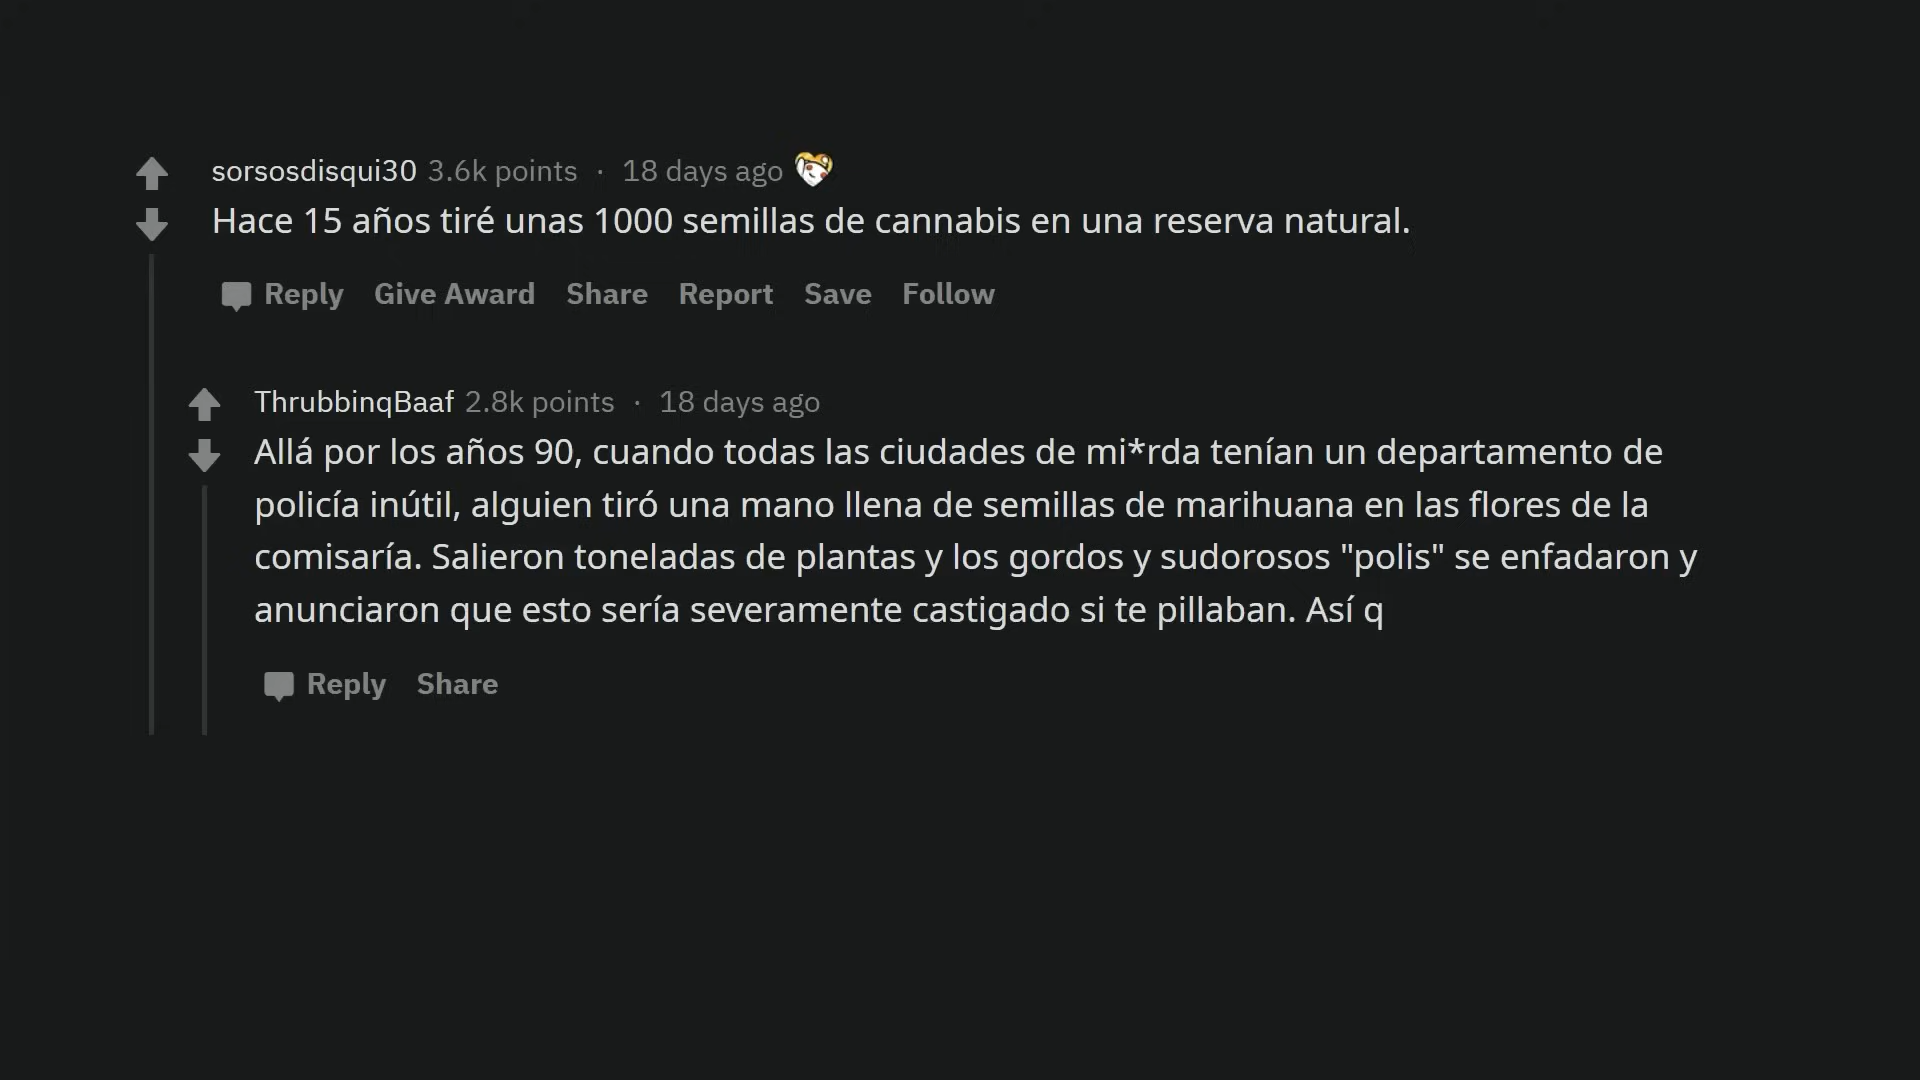 sorsosdisqui30 3.6k points · 18 days ago
Hace 15 años tiré unas 1000 semillas de cannabis en una reserva natural.
Reply Give Award Share Report Save Follow
ThrubbinqBaaf 2.8k points · 18 days ago
Allá por los años 90, cuando todas las ciudades de mi*rda tenían un departamento de
policía inútil, alguien tiró una mano llena de semillas de marihuana en las flores de la
comisaría. Salieron toneladas de plantas y los gordos y sudorosos "polis" se enfadaron y
anunciaron que esto sería severamente castigado si te pillaban. Así q
Reply Share